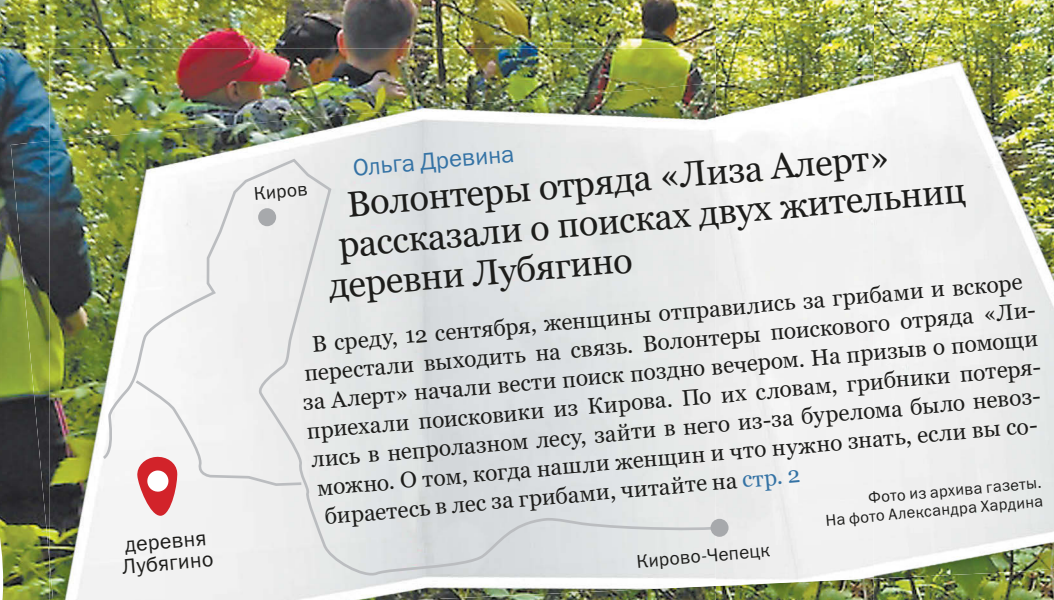 Ольга Древина
Киров
Волонтеры отряда «Лиза Алерт»
рассказали о поисках двух жительниц
деревни Лубягино
В среду, 12 сентября, женщины отправились за грибами и вскоре
перестали выходить на связь. Волонтеры поискового отряда «Ли-
за Алерт» начали вести поиск поздно вечером. На призыв о помощи
приехали поисковики из Кирова. По их словам, грибники потеря-
лись в непролазном лесу, зайти в него из-за бурелома было невоз-
можно. О том, когда нашли женщин и что нужно знать, если вы со-
бираетесь в лес за грибами, читайте на стр. 2
Фото из архива газеты.
На фото Александра Хардина
деревня
Лубягино
Кирово-Чепецк